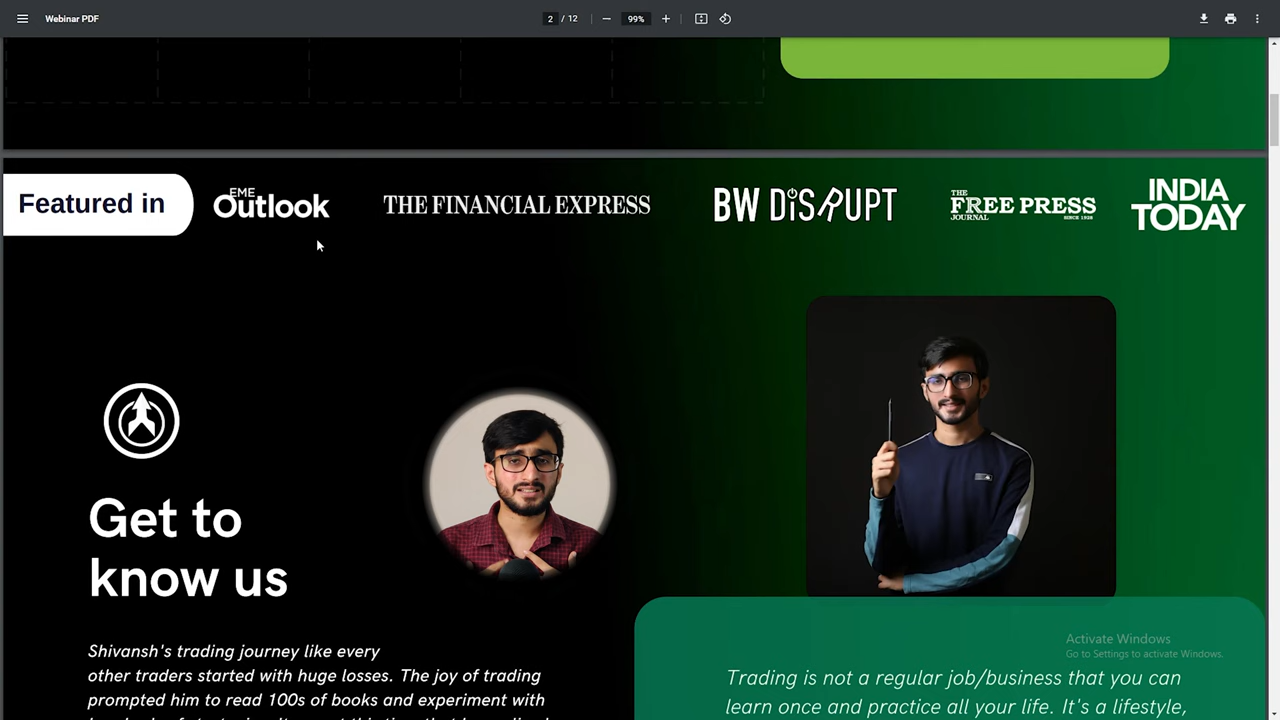 Webinar PDF
2 / 12
99%
Featured in
EME
Outlook
THE FINANCIAL EXPRESS
BW DiSRUPT
THE
FREE PRESS
JOURNAL
SINCE 1928
INDIA
TODAY
Get to
know us
Shivansh's trading journey like every
other traders started with huge losses. The joy of trading
prompted him to read 100s of books and experiment with
Activate Windows
Go to Settings to activate Windows.
Trading is not a regular job/business that you can
learn once and practice all your life. It's a lifestyle,